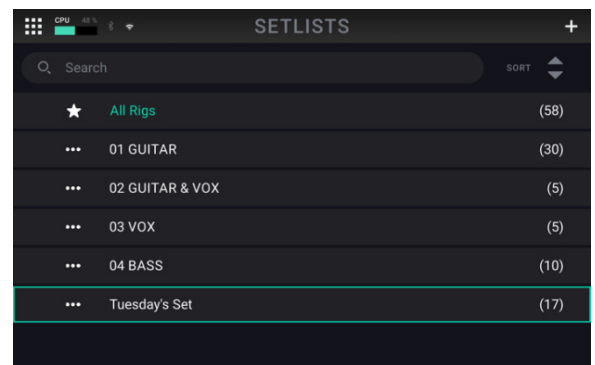 CPU 48 % SETLISTS +
Search SORT
All Rigs (58)
01 GUITAR (30)
02 GUITAR & VOX (5)
03 VOX (5)
04 BASS (10)
Tuesday's Set (17)